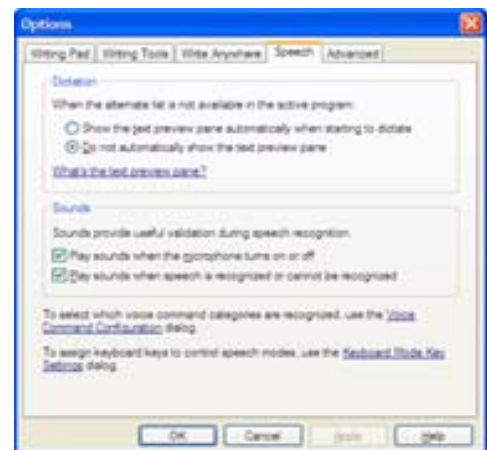 Options
Writing Pad Writing Tools Write Anywhere Speech Advanced
Dictation
When the alternate list is not available in the active program:
Show the text preview pane automatically when starting to dictate
Do not automatically show the text preview pane
What's the text preview pane?
Sounds
Sounds provide useful validation during speech recognition.
Play sounds when the microphone turns on or off
Play sounds when speech is recognized or cannot be recognized
To select which voice command categories are recognized, use the Voice
Command Configuration dialog.
To assign keyboard keys to control speech modes, use the Keyboard Mode Key
Settings dialog.
OK Cancel Apply Help